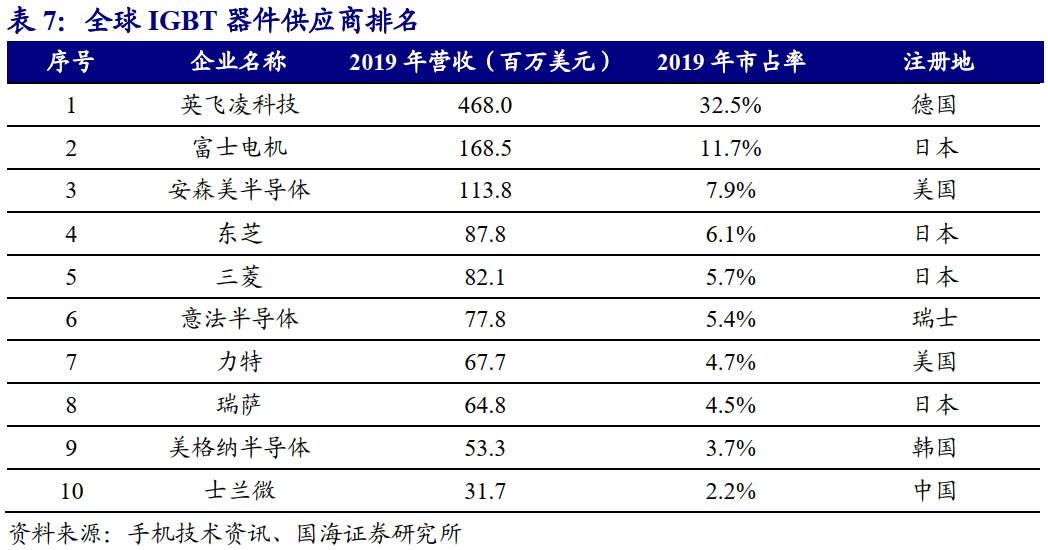 表 7：全球 IGBT 器件供应商排名
序号 企业名称 2019 年营收（百万美元） 2019 年市占率 注册地
1 英飞凌科技 468.0 32.5% 德国
2 富士电机 168.5 11.7% 日本
3 安森美半导体 113.8 7.9% 美国
4 东芝 87.8 6.1% 日本
5 三菱 82.1 5.7% 日本
6 意法半导体 77.8 5.4% 瑞士
7 力特 67.7 4.7% 美国
8 瑞萨 64.8 4.5% 日本
9 美格纳半导体 53.3 3.7% 韩国
10 士兰微 31.7 2.2% 中国
资料来源：手机技术资讯、国海证券研究所